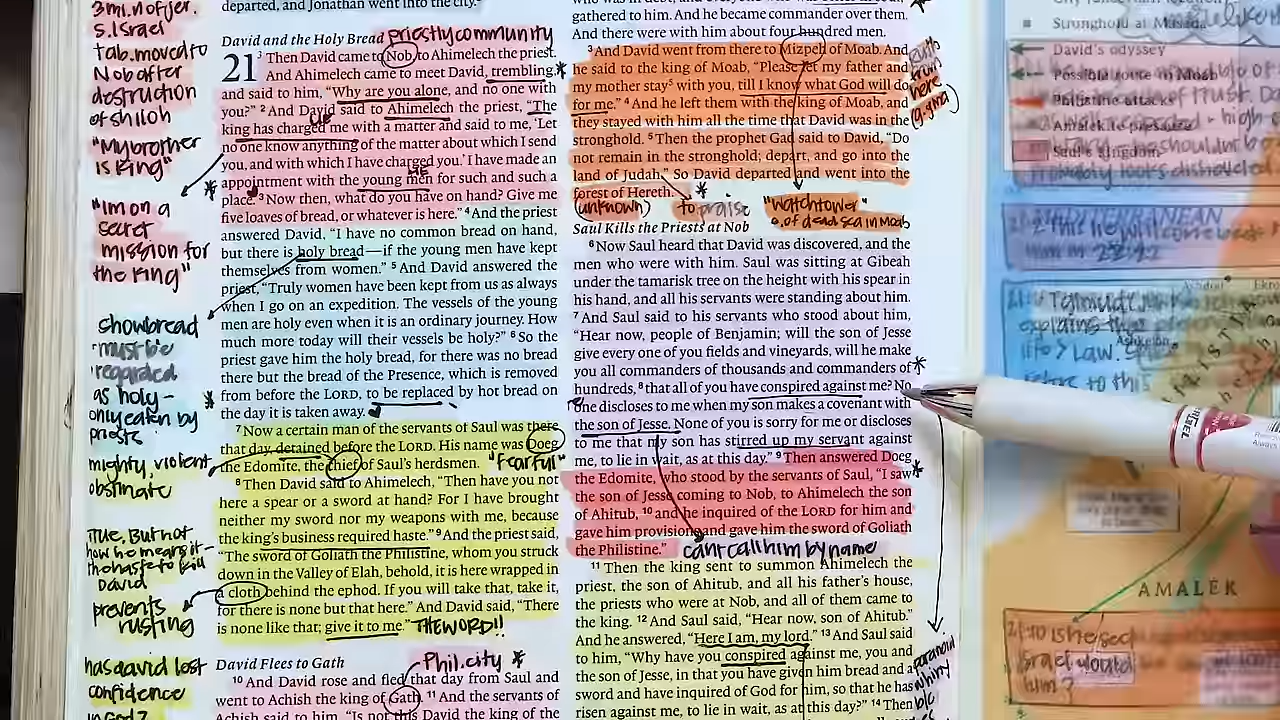 3 mi. n of Jer.
S. Israel
tab. moved to
Nob after
destruction
of shiloh
"My brother
is King"
"Im on a
secret
mission for
the King"
showbread
- must be
regarded
as holy -
only eaten by
priests
mighty, violent
obstinate
TRUE. But not
how he means it -
the haste to kill
David
prevents
rusting
has david lost
confidence
in God?
departed, and Jonathan went into the city.
David and the Holy Bread priestly community
21 Then David came to Nob, to Ahimelech the priest.
And Ahimelech came to meet David, trembling,
and said to him, "Why are you alone, and no one with
you?" 2 And David said to Ahimelech the priest, "The
king has charged me with a matter and said to me, 'Let
no one know anything of the matter about which I send
you, and with which I have charged you.' I have made an
appointment with the young men for such and such a
place. 3 Now then, what do you have on hand? Give me
five loaves of bread, or whatever is here." 4 And the priest
answered David, "I have no common bread on hand,
but there is holy bread—if the young men have kept
themselves from women." 5 And David answered the
priest, "Truly women have been kept from us as always
when I go on an expedition. The vessels of the young
men are holy even when it is an ordinary journey. How
much more today will their vessels be holy?" 6 So the
priest gave him the holy bread, for there was no bread
there but the bread of the Presence, which is removed
from before the LORD, to be replaced by hot bread on
the day it is taken away.
7 Now a certain man of the servants of Saul was there
that day, detained before the LORD. His name was Doeg
the Edomite, the chief of Saul's herdsmen. "Fearful"
8 Then David said to Ahimelech, "Then have you not
here a spear or a sword at hand? For I have brought
neither my sword nor my weapons with me, because
the king's business required haste." 9 And the priest said,
"The sword of Goliath the Philistine, whom you struck
down in the Valley of Elah, behold, it is here wrapped in
a cloth behind the ephod. If you will take that, take it,
for there is none but that here." And David said, "There
is none like that; give it to me." THE WORD!!
David Flees to Gath Phil. city
10 And David rose and fled that day from Saul and
went to Achish the king of Gath. 11 And the servants of
Achish said to him, "Is not this David the king of the
gathered to him. And he became commander over them.
And there were with him about four hundred men.
3 And David went from there to Mizpeh of Moab. And
he said to the king of Moab, "Please let my father and
my mother stay 5 with you, till I know what God will do
for me." 4 And he left them with the king of Moab, and
they stayed with him all the time that David was in the
stronghold. 5 Then the prophet Gad said to David, "Do
not remain in the stronghold; depart, and go into the
land of Judah." So David departed and went into the
forest of Hereth.
(unknown) to praise "watchtower"
e. of dead sea in Moab
Saul Kills the Priests at Nob
6 Now Saul heard that David was discovered, and the
men who were with him. Saul was sitting at Gibeah
under the tamarisk tree on the height with his spear in
his hand, and all his servants were standing about him.
7 And Saul said to his servants who stood about him,
"Hear now, people of Benjamin; will the son of Jesse
give every one of you fields and vineyards, will he make
you all commanders of thousands and commanders of
hundreds, 8 that all of you have conspired against me? No
one discloses to me when my son makes a covenant with
the son of Jesse. None of you is sorry for me or discloses
to me that my son has stirred up my servant against
me, to lie in wait, as at this day." 9 Then answered Doeg
the Edomite, who stood by the servants of Saul, "I saw
the son of Jesse coming to Nob, to Ahimelech the son
of Ahitub, 10 and he inquired of the LORD for him and
gave him provisions and gave him the sword of Goliath
the Philistine."
cant call him by name
11 Then the king sent to summon Ahimelech the
priest, the son of Ahitub, and all his father's house,
the priests who were at Nob, and all of them came to
the king. 12 And Saul said, "Hear now, son of Ahitub."
And he answered, "Here I am, my lord." 13 And Saul said
to him, "Why have you conspired against me, you and
the son of Jesse, in that you have given him bread and a
sword and have inquired of God for him, so that he has
risen against me, to lie in wait, as at this day?" 14 Then
paranoid
whiny
Stronghold at Masada
David's odyssey
Possible route in Moab
Philistine attacks
Saul's kingdom
MEDITERRANEAN
Ashkelon
AMALEK